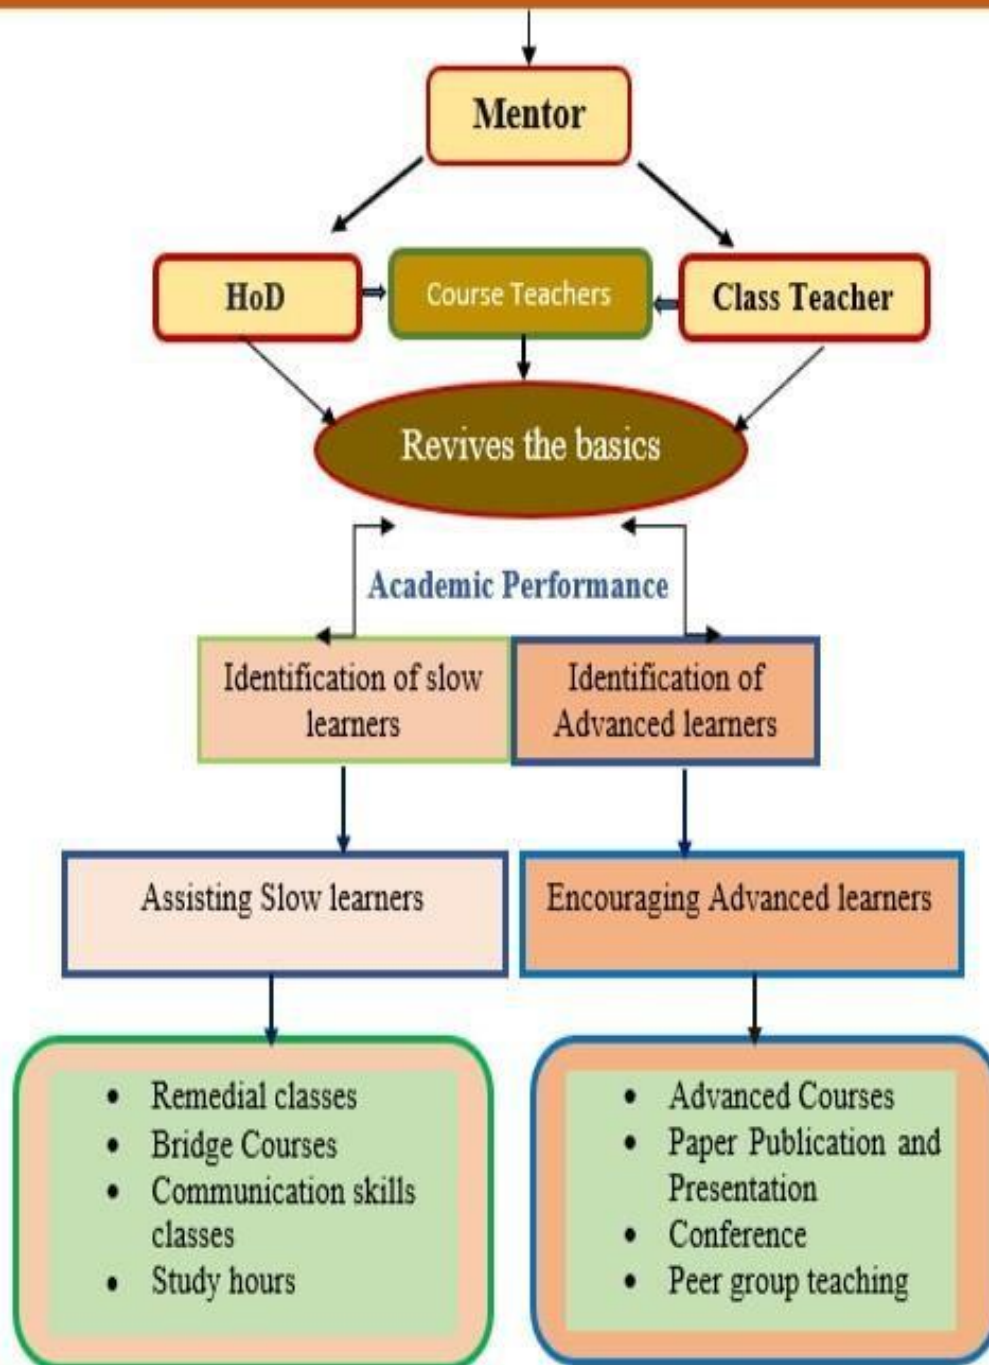 Mentor
HoD
Course Teachers
Class Teacher
Revives the basics
Academic Performance
Identification of slow
learners
Identification of
Advanced learners
Assisting Slow learners
Encouraging Advanced learners
• Remedial classes
• Bridge Courses
• Communication skills
classes
• Study hours
• Advanced Courses
• Paper Publication and
Presentation
• Conference
• Peer group teaching